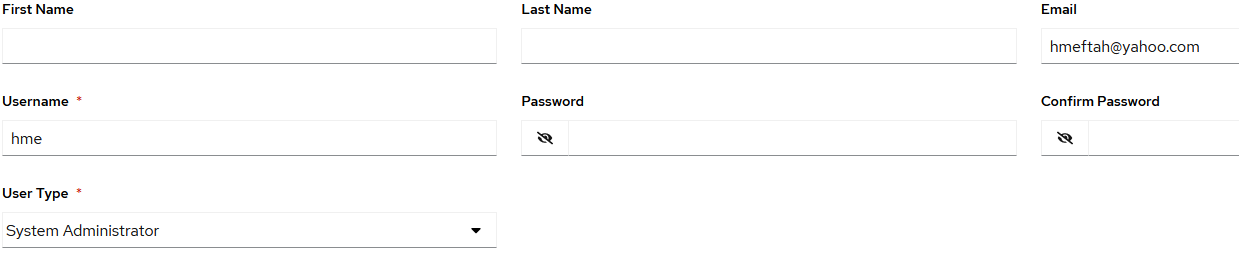 First Name Last Name Email
hmeftah@yahoo.com
Username * Password Confirm Password
hme
User Type *
System Administrator